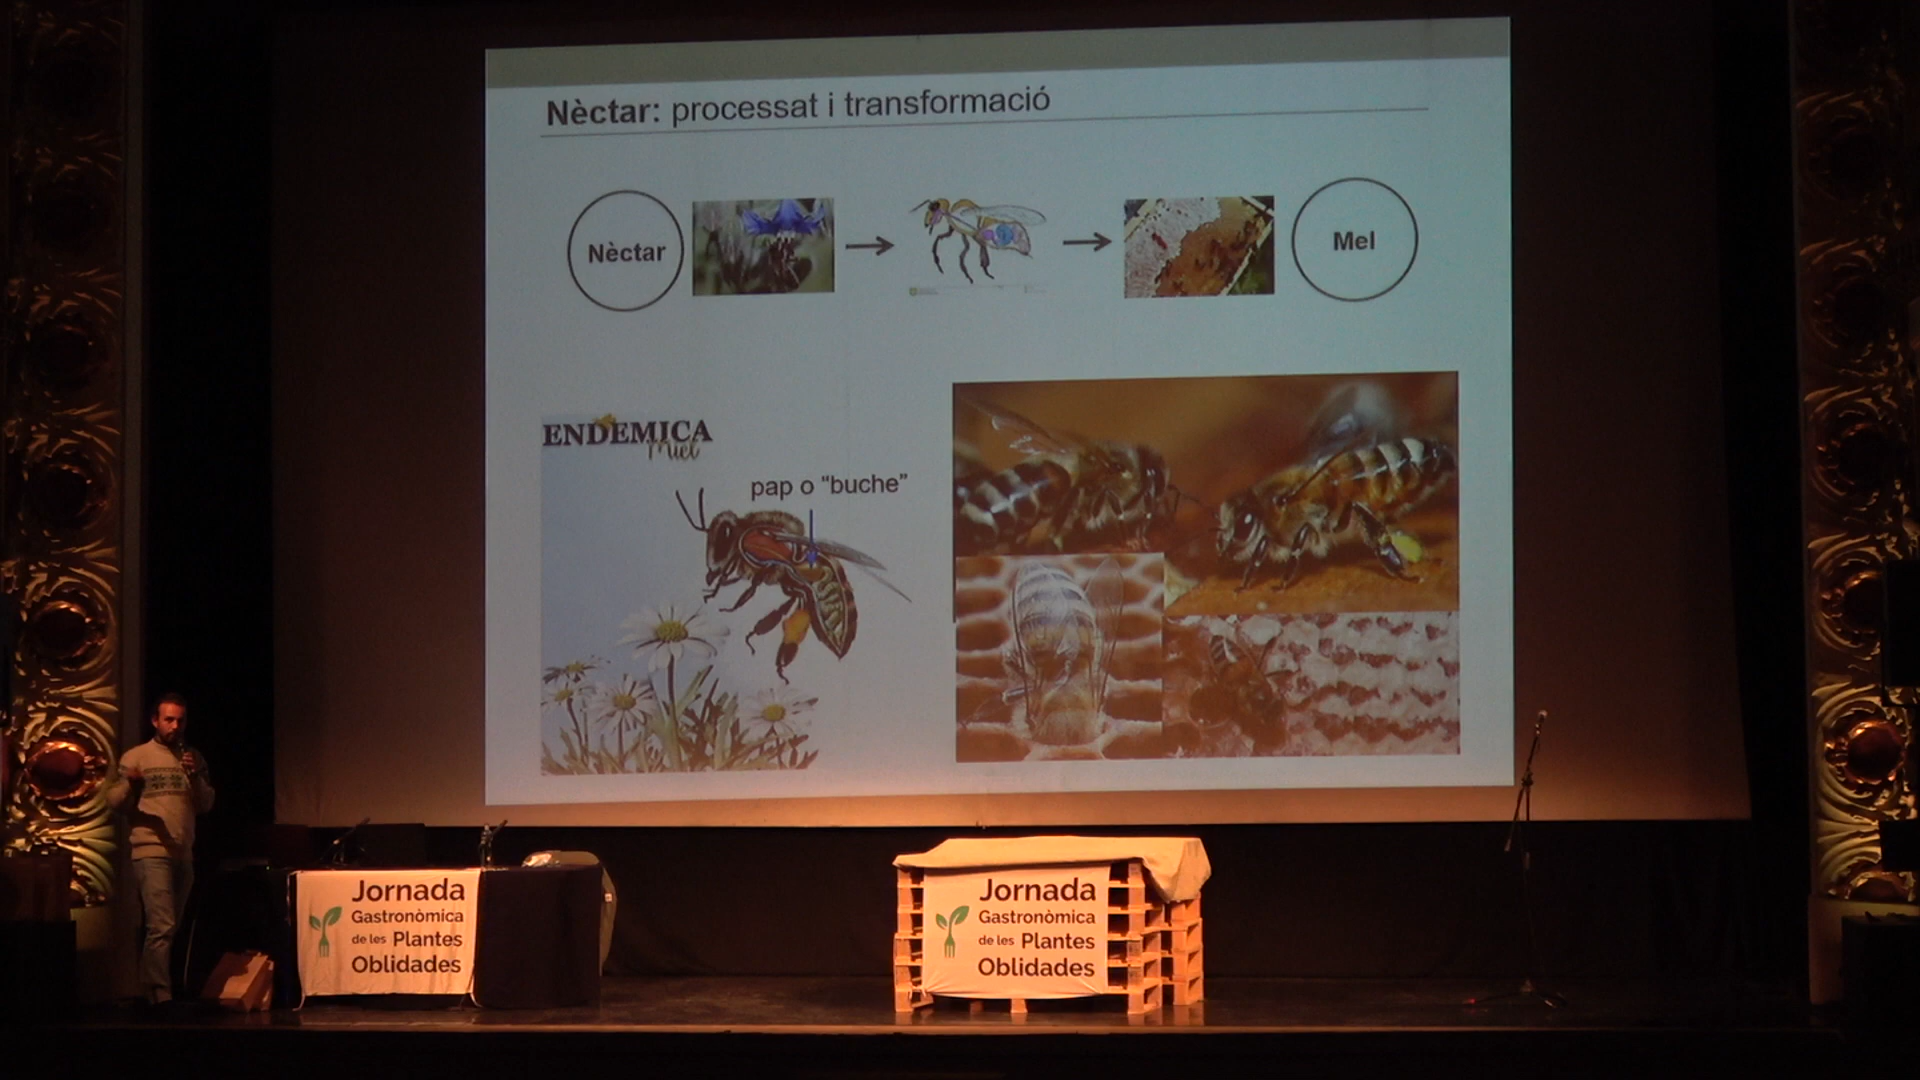 Nèctar: processat i transformació
Nèctar
Mel
ENDEMICA
Miel
pap o "buche"
Jornada
Gastronòmica
de les Plantes
Oblidades
Jornada
Gastronòmica
de les Plantes
Oblidades